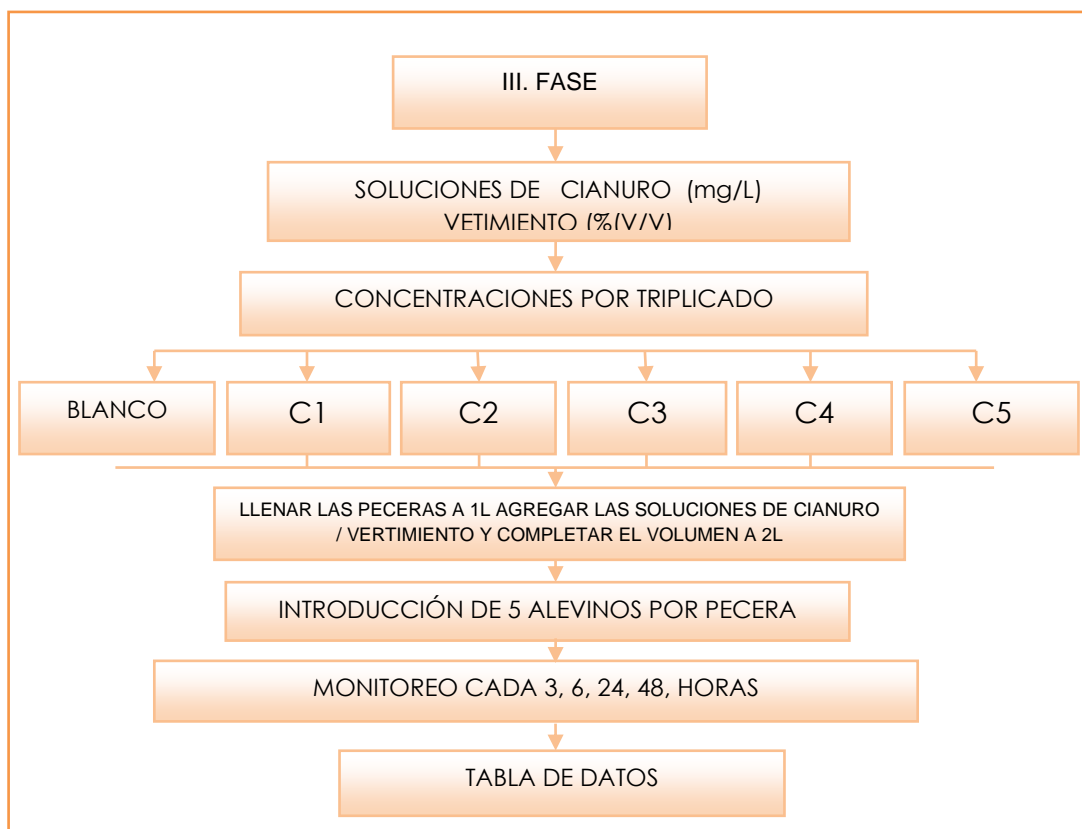 III. FASE
SOLUCIONES DE CIANURO (mg/L)
VETIMIENTO (%(V/V)
CONCENTRACIONES POR TRIPLICADO
BLANCO C1 C2 C3 C4 C5
LLENAR LAS PECERAS A 1L AGREGAR LAS SOLUCIONES DE CIANURO
/ VERTIMIENTO Y COMPLETAR EL VOLUMEN A 2L
INTRODUCCIÓN DE 5 ALEVINOS POR PECERA
MONITOREO CADA 3, 6, 24, 48, HORAS
TABLA DE DATOS